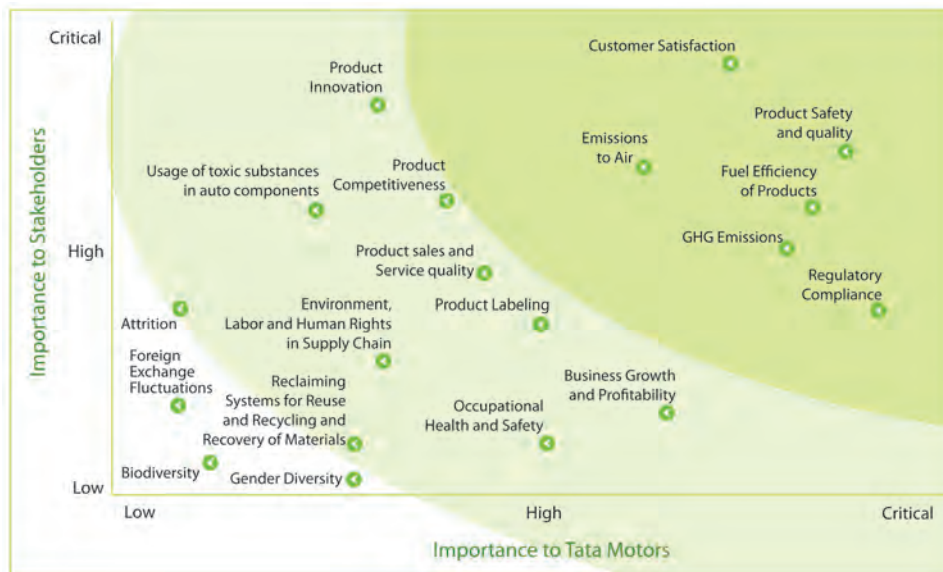 Critical
Customer Satisfaction
Product
Innovation
Product Safety
and quality
Emissions
to Air
Usage of toxic substances
in auto components
Product
Competitiveness
Fuel Efficiency
of Products
Importance to Stakeholders
High
Product sales and
Service quality
GHG Emissions
Regulatory
Compliance
Attrition
Environment,
Labor and Human Rights
in Supply Chain
Product Labeling
Foreign
Exchange
Fluctuations
Reclaiming
Systems for Reuse
and Recycling and
Recovery of Materials
Business Growth
and Profitability
Occupational
Health and Safety
Biodiversity
Gender Diversity
Low
Low
High
Critical
Importance to Tata Motors